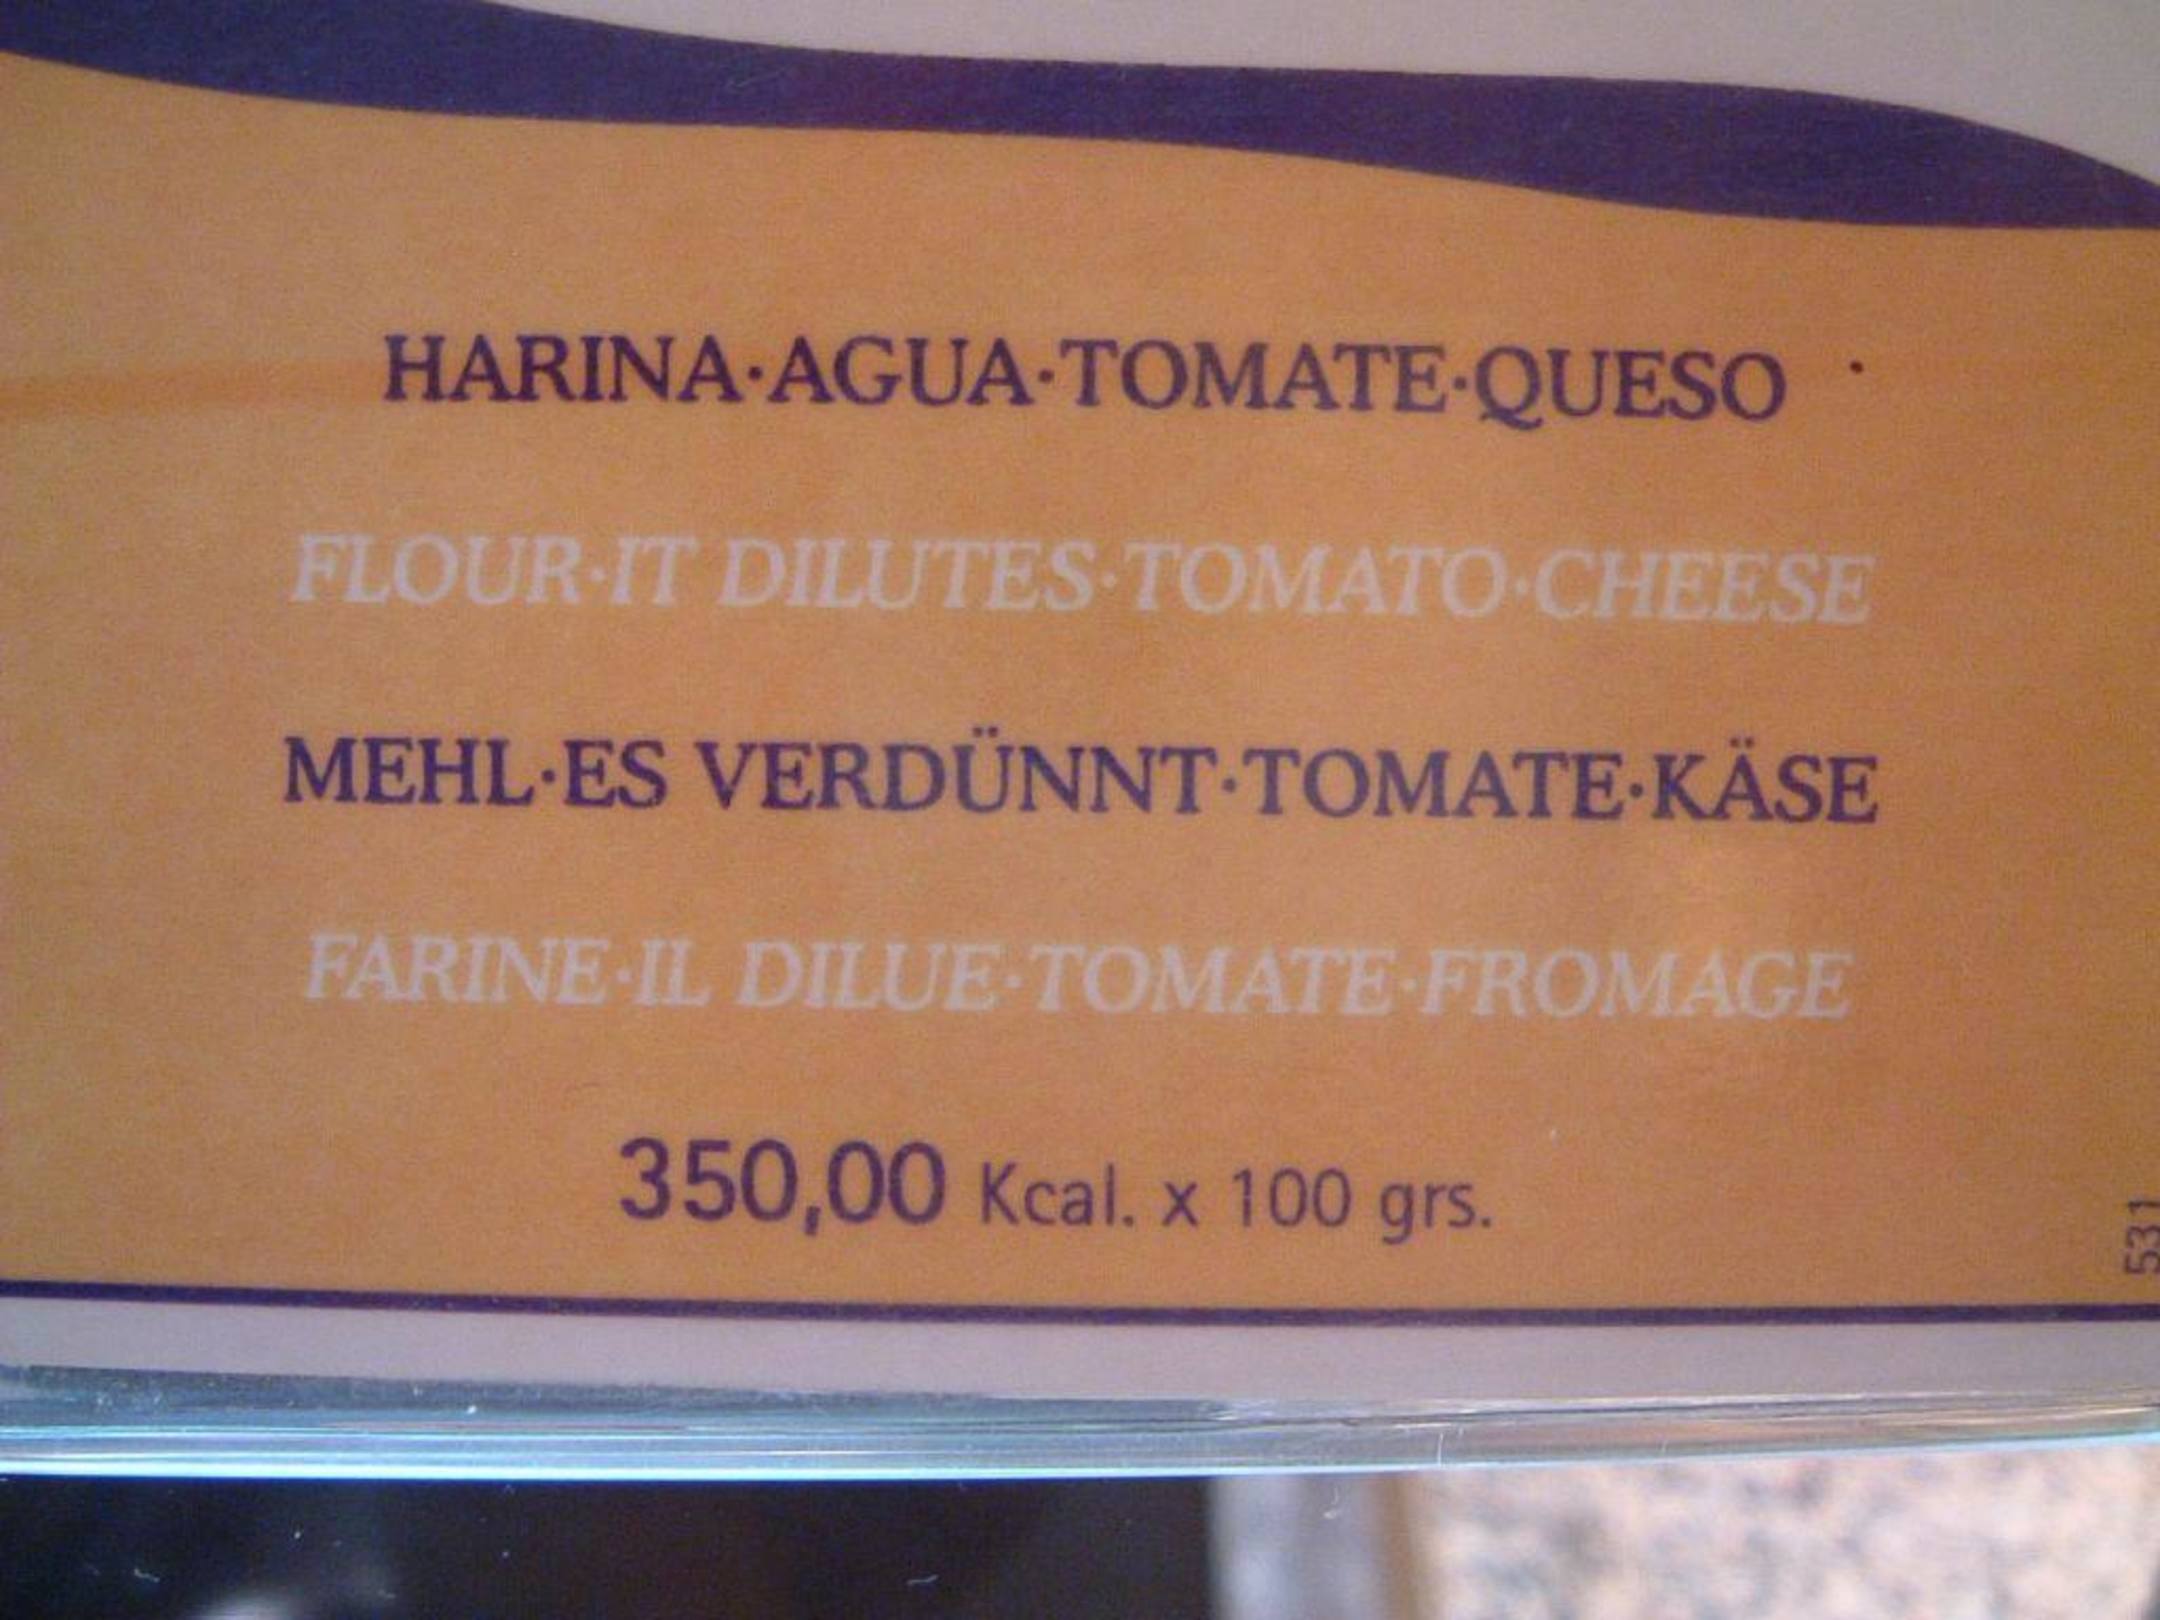 HARINA·AGUA·TOMATE·QUESO ·
FLOUR·IT DILUTES·TOMATO·CHEESE
MEHL·ES VERDÜNNT·TOMATE·KÄSE
FARINE·IL DILUE·TOMATE·FROMAGE
350,00 Kcal. x 100 grs.
531